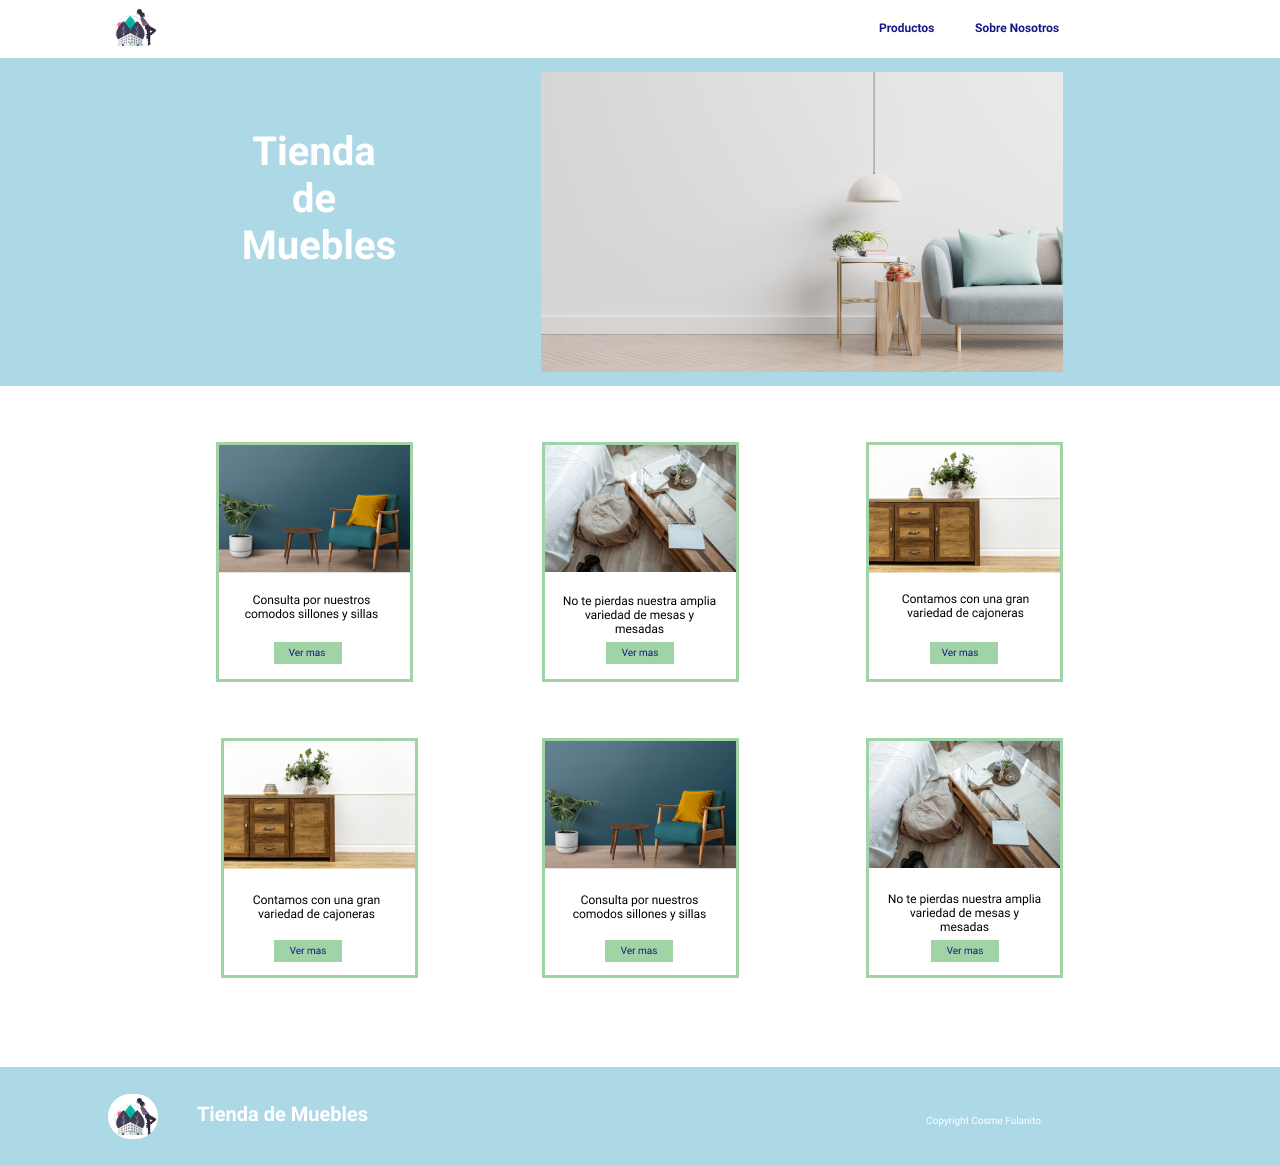 Productos
Sobre Nosotros
Tienda
de
Muebles
Consulta por nuestros
comodos sillones y sillas
Ver mas
No te pierdas nuestra amplia
variedad de mesas y
mesadas
Ver mas
Contamos con una gran
variedad de cajoneras
Ver mas
Contamos con una gran
variedad de cajoneras
Ver mas
Consulta por nuestros
comodos sillones y sillas
Ver mas
No te pierdas nuestra amplia
variedad de mesas y
mesadas
Ver mas
Tienda de Muebles
Copyright Cosme Fulanito